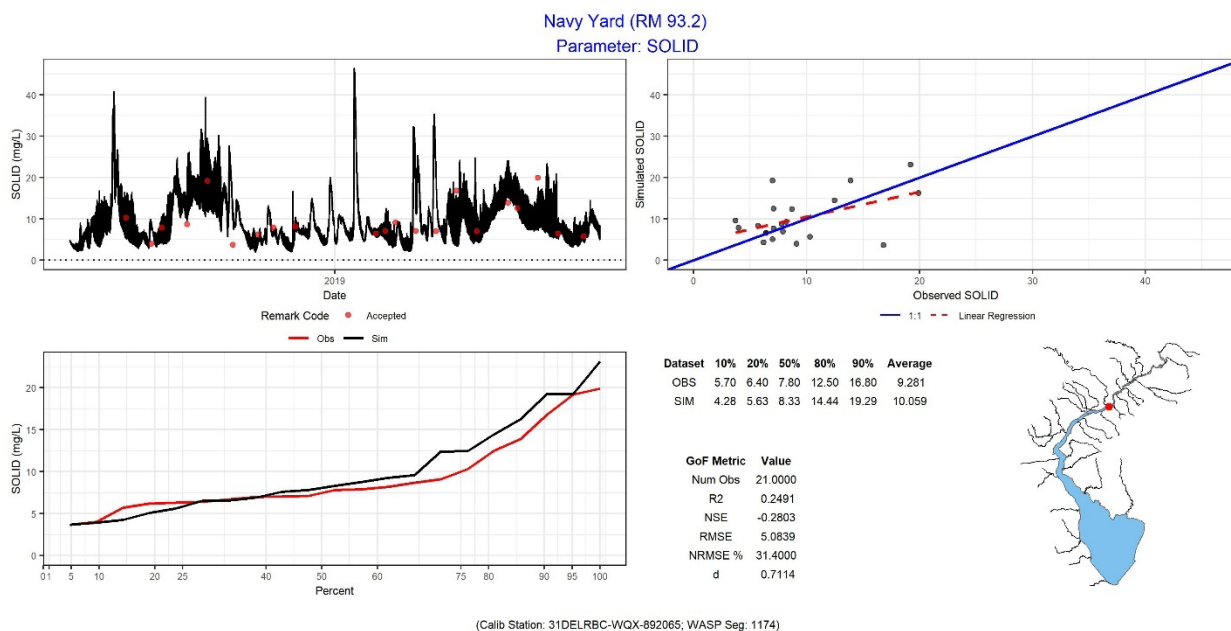 Navy Yard (RM 93.2)
Parameter: SOLID
SOLID (mg/L)
40
30
20
10
0
2019
Date
Remark Code Accepted
Simulated SOLID
40
30
20
10
0
0 10 20 30 40
Observed SOLID
1:1 Linear Regression
Obs Sim
SOLID (mg/L)
20
15
10
5
0
0 1 5 10 20 25 40 50 60 75 80 90 95 100
Percent
Dataset 10% 20% 50% 80% 90% Average
OBS 5.70 6.40 7.80 12.50 16.80 9.281
SIM 4.28 5.63 8.33 14.44 19.29 10.059
GoF Metric Value
Num Obs 21.0000
R2 0.2491
NSE -0.2803
RMSE 5.0839
NRMSE % 31.4000
d 0.7114
(Calib Station: 31DELRBC-WQX-892065; WASP Seg: 1174)